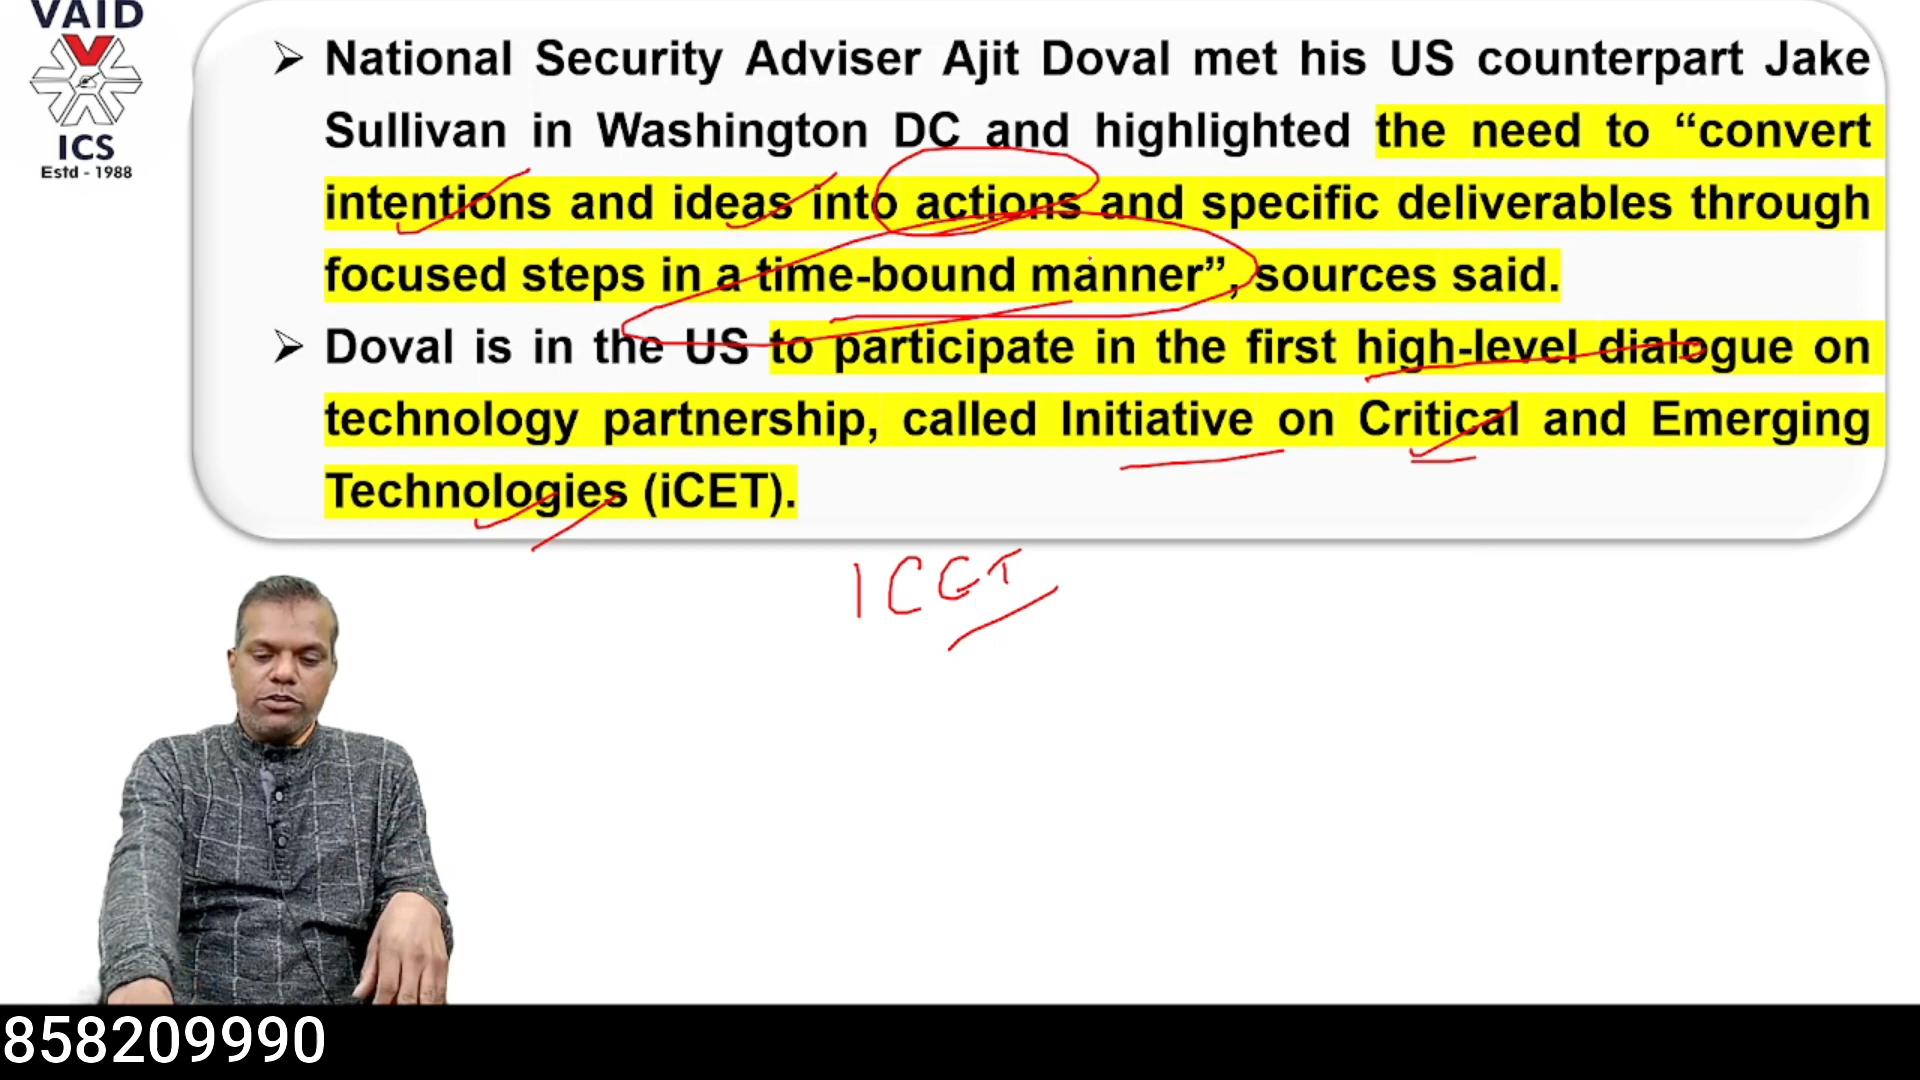 VAID
ICS
Estd - 1988
➢ National Security Adviser Ajit Doval met his US counterpart Jake
Sullivan in Washington DC and highlighted the need to “convert
intentions and ideas into actions and specific deliverables through
focused steps in a time-bound manner”, sources said.
➢ Doval is in the US to participate in the first high-level dialogue on
technology partnership, called Initiative on Critical and Emerging
Technologies (iCET).
ICET
858209990